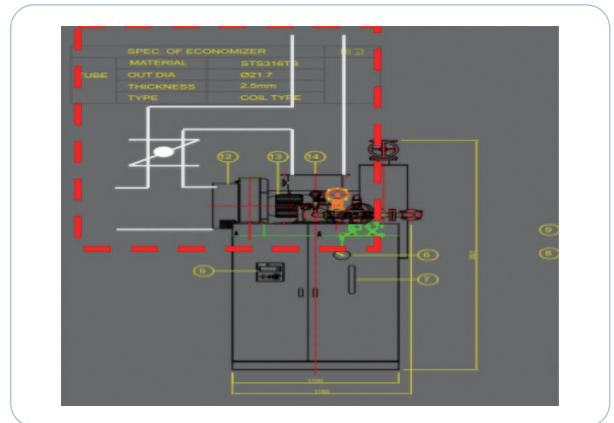 SPEC. OF ECONOMIZER
MATERIAL STS316TB
TUBE OUT DIA Ø21.7
THICKNESS 2.5mm
TYPE COIL TYPE
12 13 14
9
6 8
5
7
1150